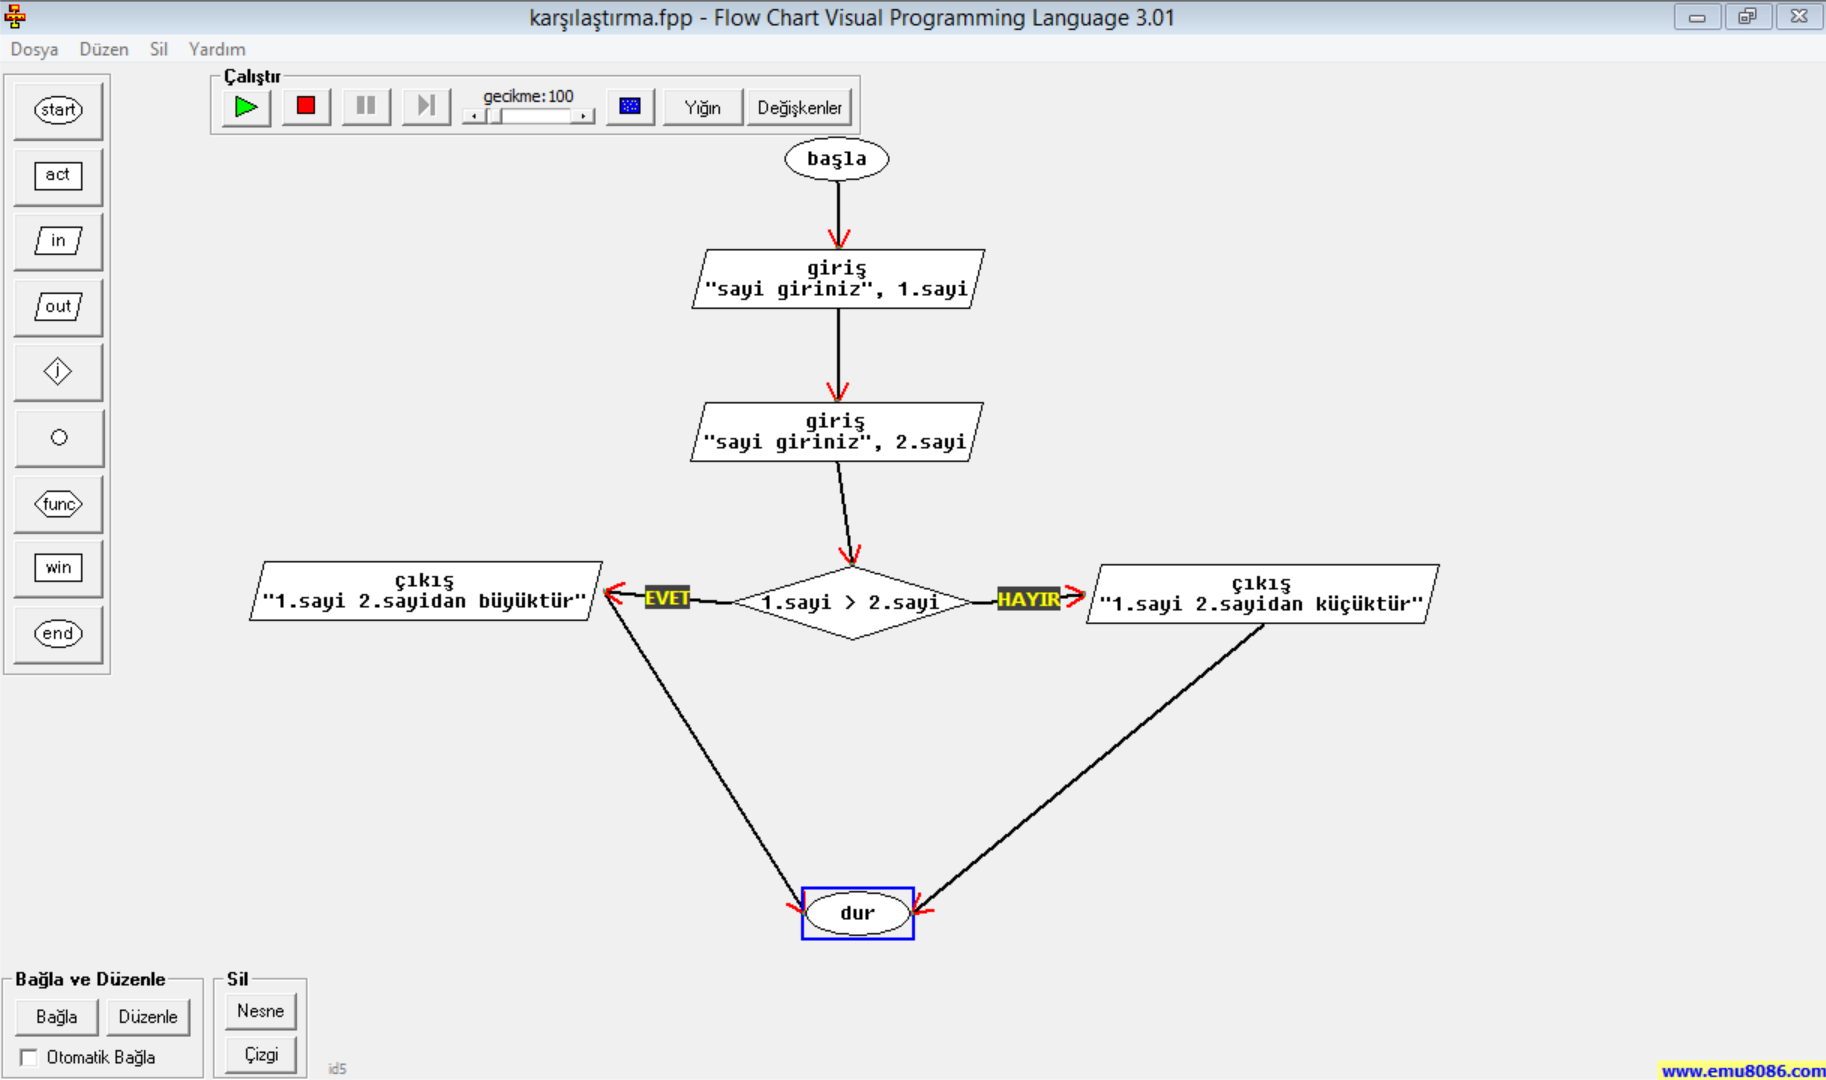 karşılaştırma.fpp - Flow Chart Visual Programming Language 3.01
Dosya Düzen Sil Yardım
Çalıştır
gecikme:100
Yığın
Değişkenler
start
act
in
out
j
func
win
end
başla
giriş
"sayi giriniz", 1.sayi
giriş
"sayi giriniz", 2.sayi
çıkış
"1.sayi 2.sayidan büyüktür"
EVET
1.sayi > 2.sayi
HAYIR
çıkış
"1.sayi 2.sayidan küçüktür"
dur
Bağla ve Düzenle
Bağla
Düzenle
Otomatik Bağla
Sil
Nesne
Çizgi
id5
www.emu8086.com